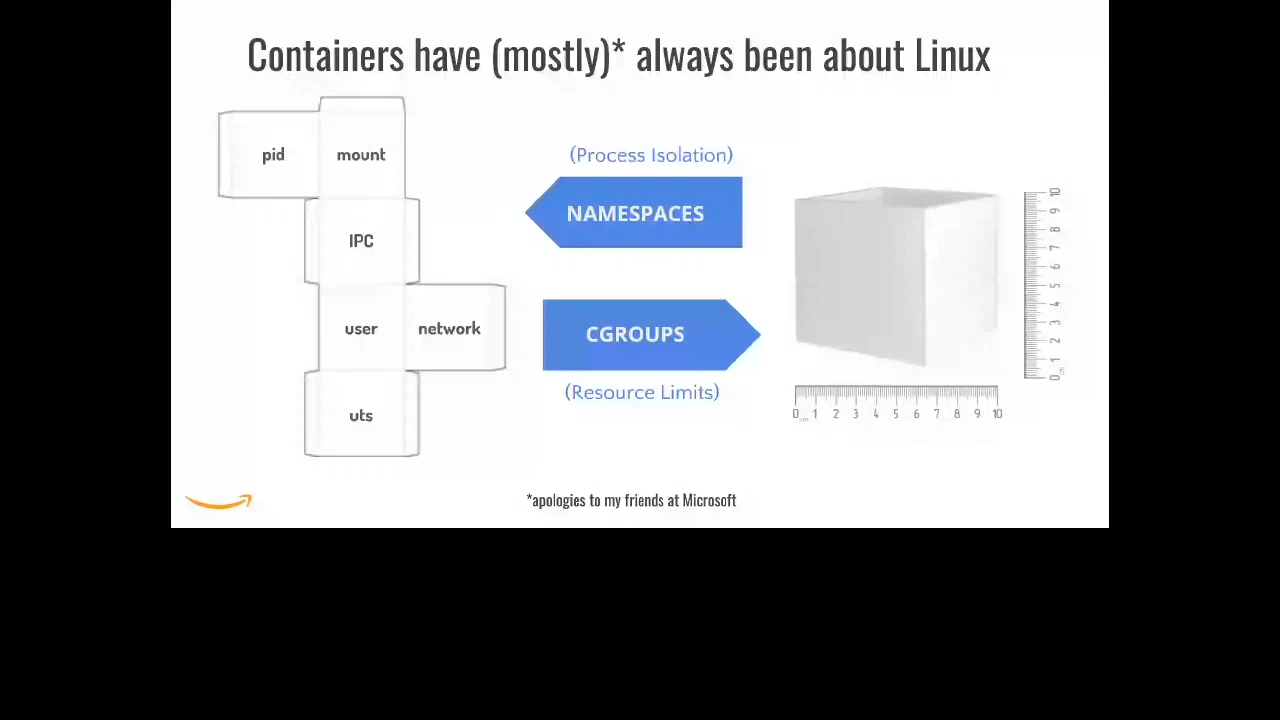 Containers have (mostly)* always been about Linux
pid
mount
IPC
user
network
uts
(Process Isolation)
NAMESPACES
CGROUPS
(Resource Limits)
10
9
8
7
6
5
4
3
2
1
0
0 1 2 3 4 5 6 7 8 9 10
*apologies to my friends at Microsoft